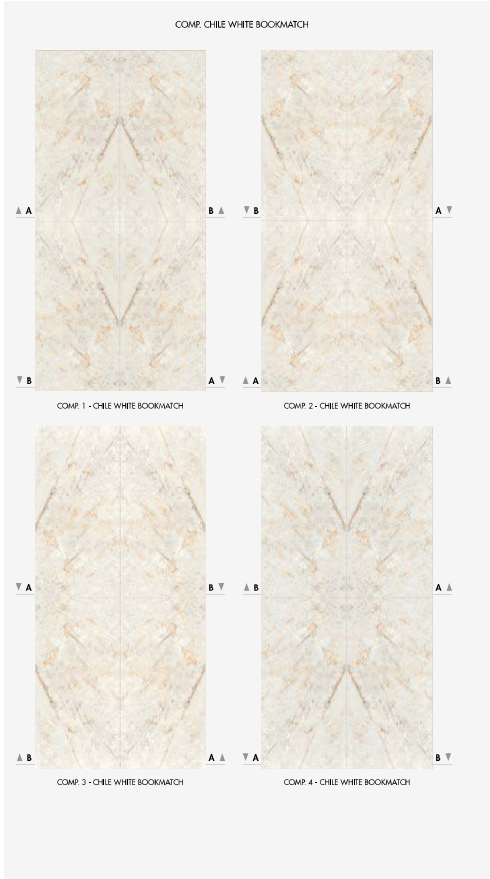 COMP. CHILE WHITE BOOKMATCH
▲ A
B ▲
▼ B
A ▼
▼ B
A ▼
▲ A
B ▲
COMP. 1 - CHILE WHITE BOOKMATCH
COMP. 2 - CHILE WHITE BOOKMATCH
▼ A
B ▼
▲ B
A ▲
▲ B
A ▲
▼ A
B ▼
COMP. 3 - CHILE WHITE BOOKMATCH
COMP. 4 - CHILE WHITE BOOKMATCH